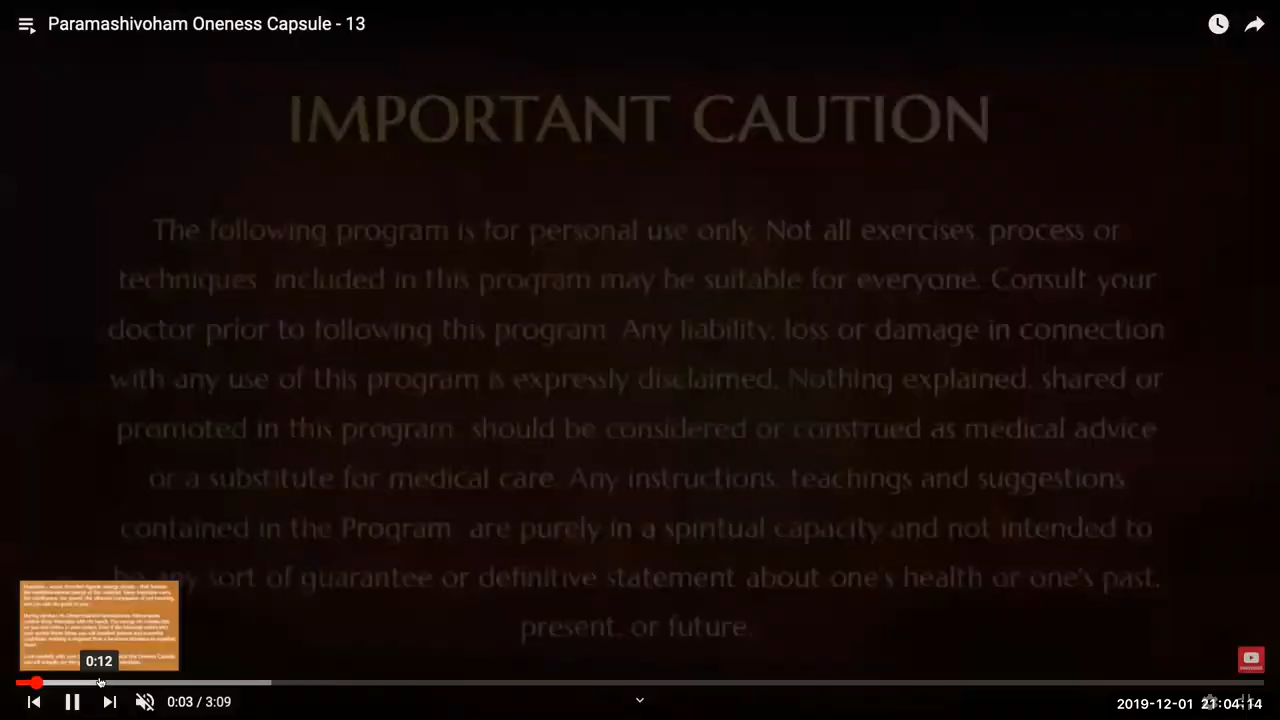 Paramashivoham Oneness Capsule - 13
IMPORTANT CAUTION
The following program is for personal use only. Not all exercises, process or
techniques, included in this program may be suitable for everyone. Consult your
doctor prior to following this program. Any liability, loss or damage in connection
with any use of this program is expressly disclaimed. Nothing explained, shared or
promoted in this program, should be considered or construed as medical advice
or a substitute for medical care. Any instructions, teachings and suggestions
contained in the Program, are purely in a spiritual capacity and not intended to
be any sort of guarantee or definitive statement about one's health or one's past,
present, or future.
0:12
0:03 / 3:09
2019-12-01 21:04:14